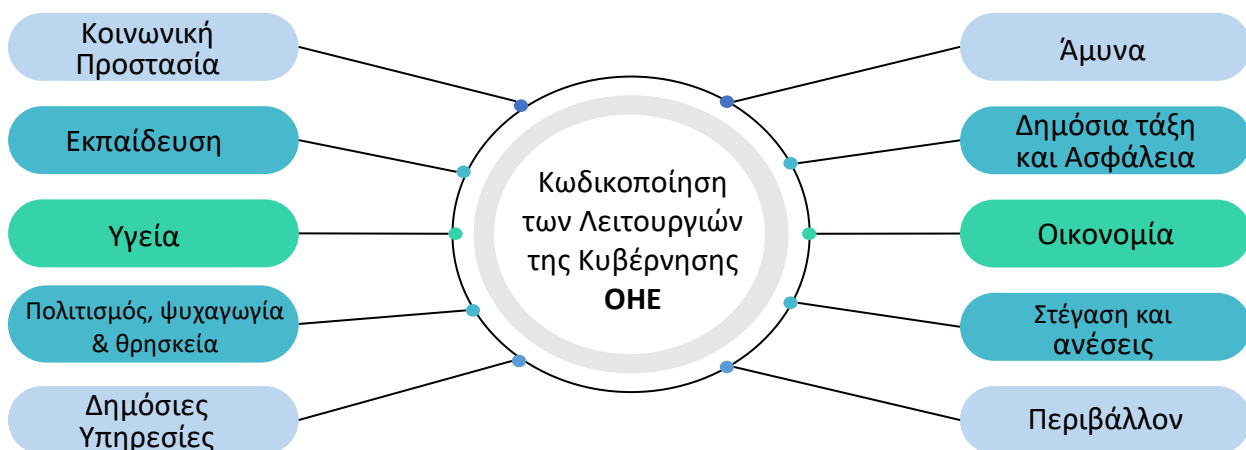 Κοινωνική
Προστασία
Εκπαίδευση
Υγεία
Πολιτισμός, ψυχαγωγία
& θρησκεία
Δημόσιες
Υπηρεσίες
Κωδικοποίηση
των Λειτουργιών
της Κυβέρνησης
ΟΗΕ
Άμυνα
Δημόσια τάξη
και Ασφάλεια
Οικονομία
Στέγαση και
ανέσεις
Περιβάλλον